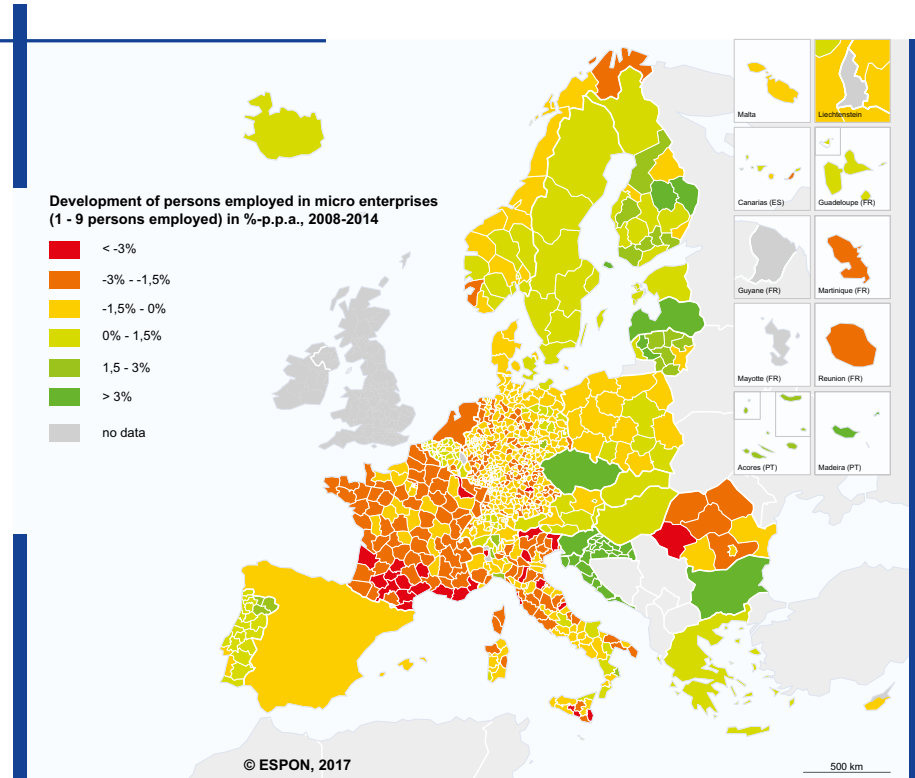 Development of persons employed in micro enterprises
(1 - 9 persons employed) in %-p.p.a., 2008-2014
< -3%
-3% - -1,5%
-1,5% - 0%
0% - 1,5%
1,5 - 3%
> 3%
no data
Malta
Liechtenstein
Canarias (ES)
Guadeloupe (FR)
Guyane (FR)
Martinique (FR)
Mayotte (FR)
Reunion (FR)
Acores (PT)
Madeira (PT)
© ESPON, 2017
500 km